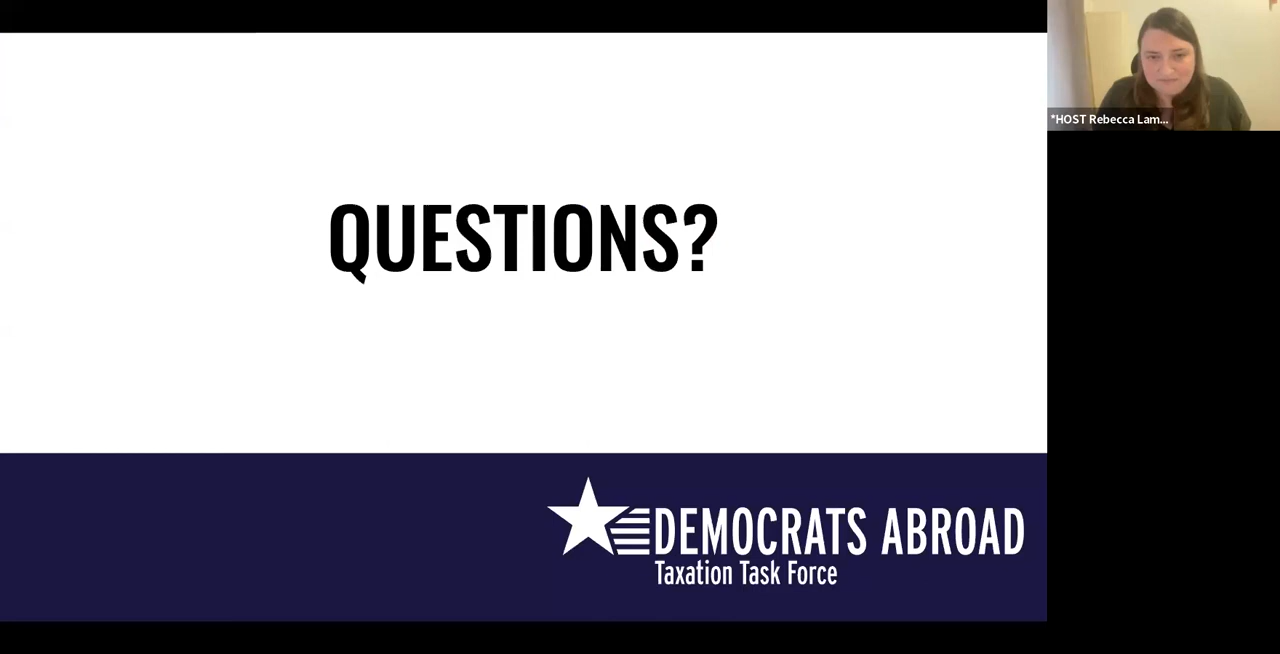 *HOST Rebecca Lam...
QUESTIONS?
DEMOCRATS ABROAD
Taxation Task Force